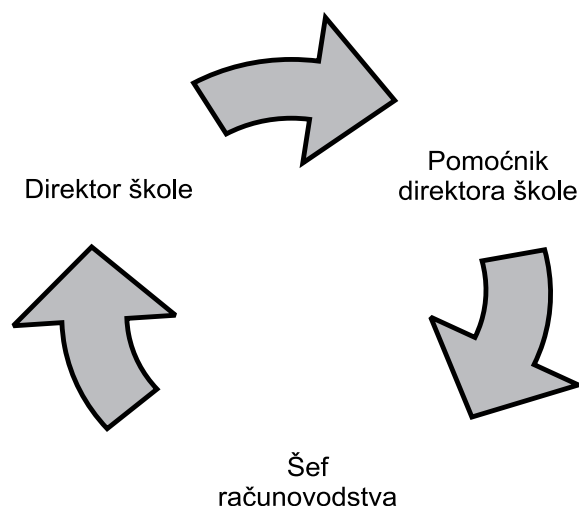 Direktor škole
Pomoćnik
direktora škole
Šef
računovodstva